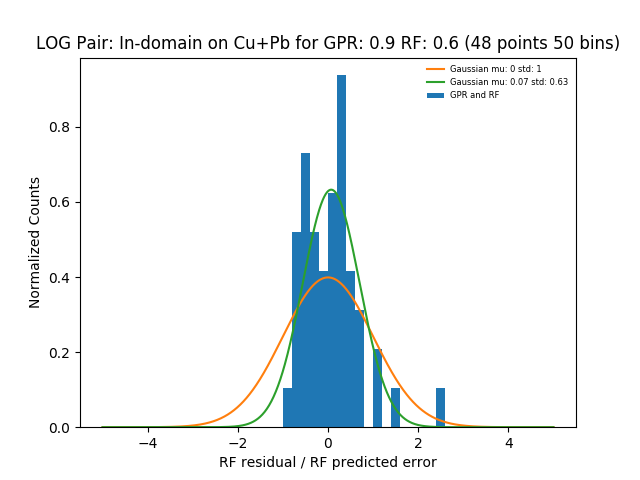 LOG Pair: In-domain on Cu+Pb for GPR: 0.9 RF: 0.6 (48 points 50 bins)
Gaussian mu: 0 std: 1
Gaussian mu: 0.07 std: 0.63
GPR and RF
Normalized Counts
0.8
0.6
0.4
0.2
0.0
−4 −2 0 2 4
RF residual / RF predicted error